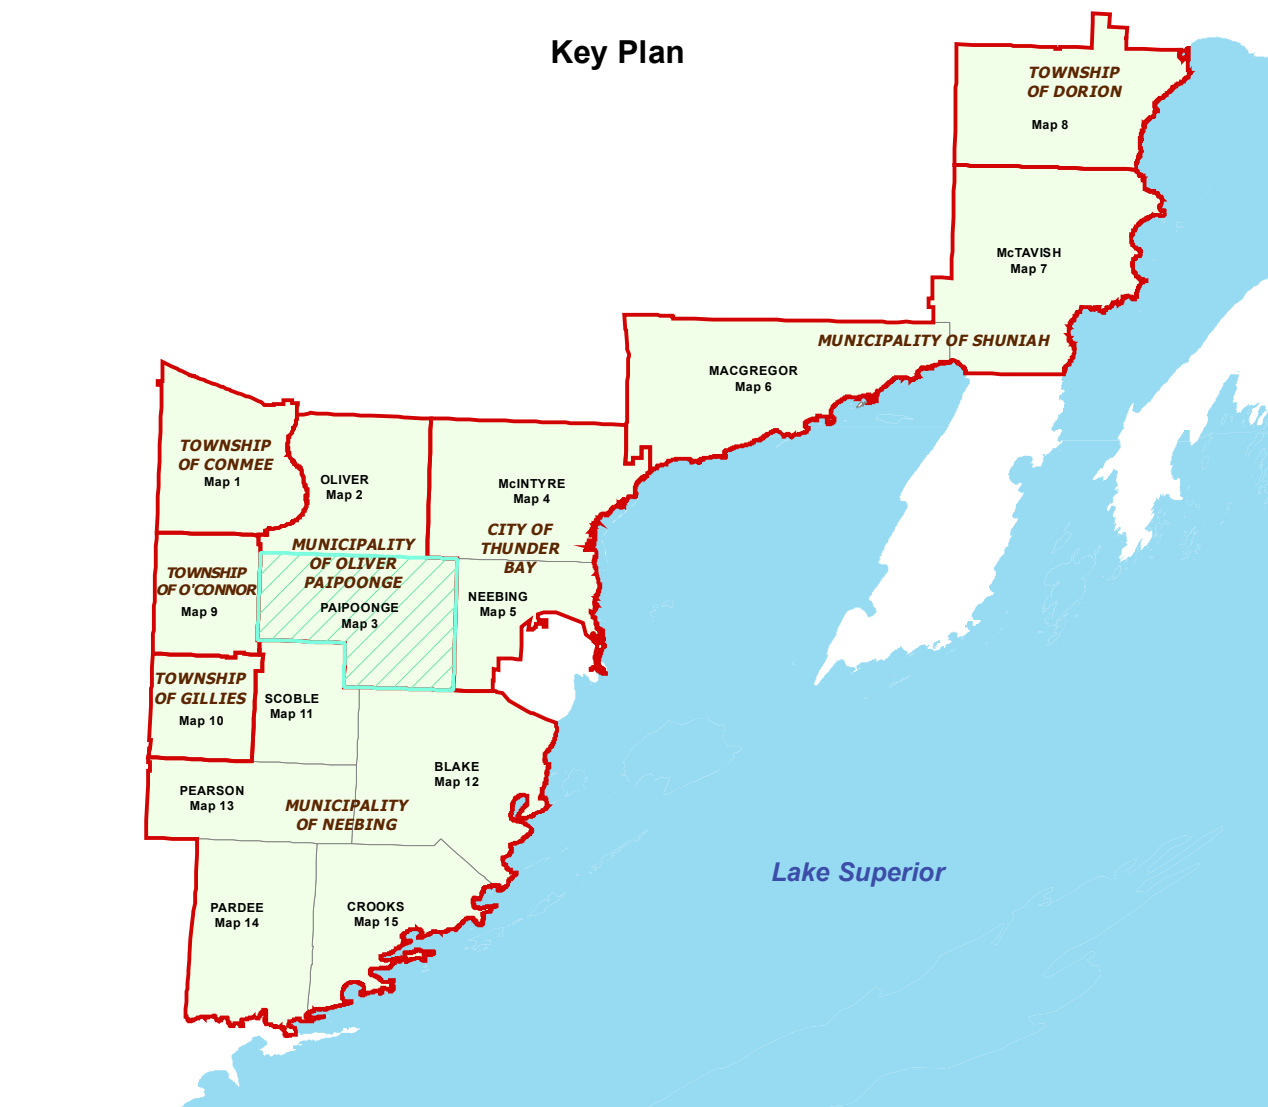 Key Plan
TOWNSHIP
OF DORION
Map 8
McTAVISH
Map 7
MUNICIPALITY OF SHUNIAH
MACGREGOR
Map 6
TOWNSHIP
OF CONMEE
Map 1
OLIVER
Map 2
McINTYRE
Map 4
CITY OF
THUNDER
BAY
MUNICIPALITY
OF OLIVER
PAIPOONGE
PAIPOONGE
Map 3
NEEBING
Map 5
TOWNSHIP
OF O'CONNOR
Map 9
TOWNSHIP
OF GILLIES
Map 10
SCOBLE
Map 11
BLAKE
Map 12
PEARSON
Map 13
MUNICIPALITY
OF NEEBING
PARDEE
Map 14
CROOKS
Map 15
Lake Superior